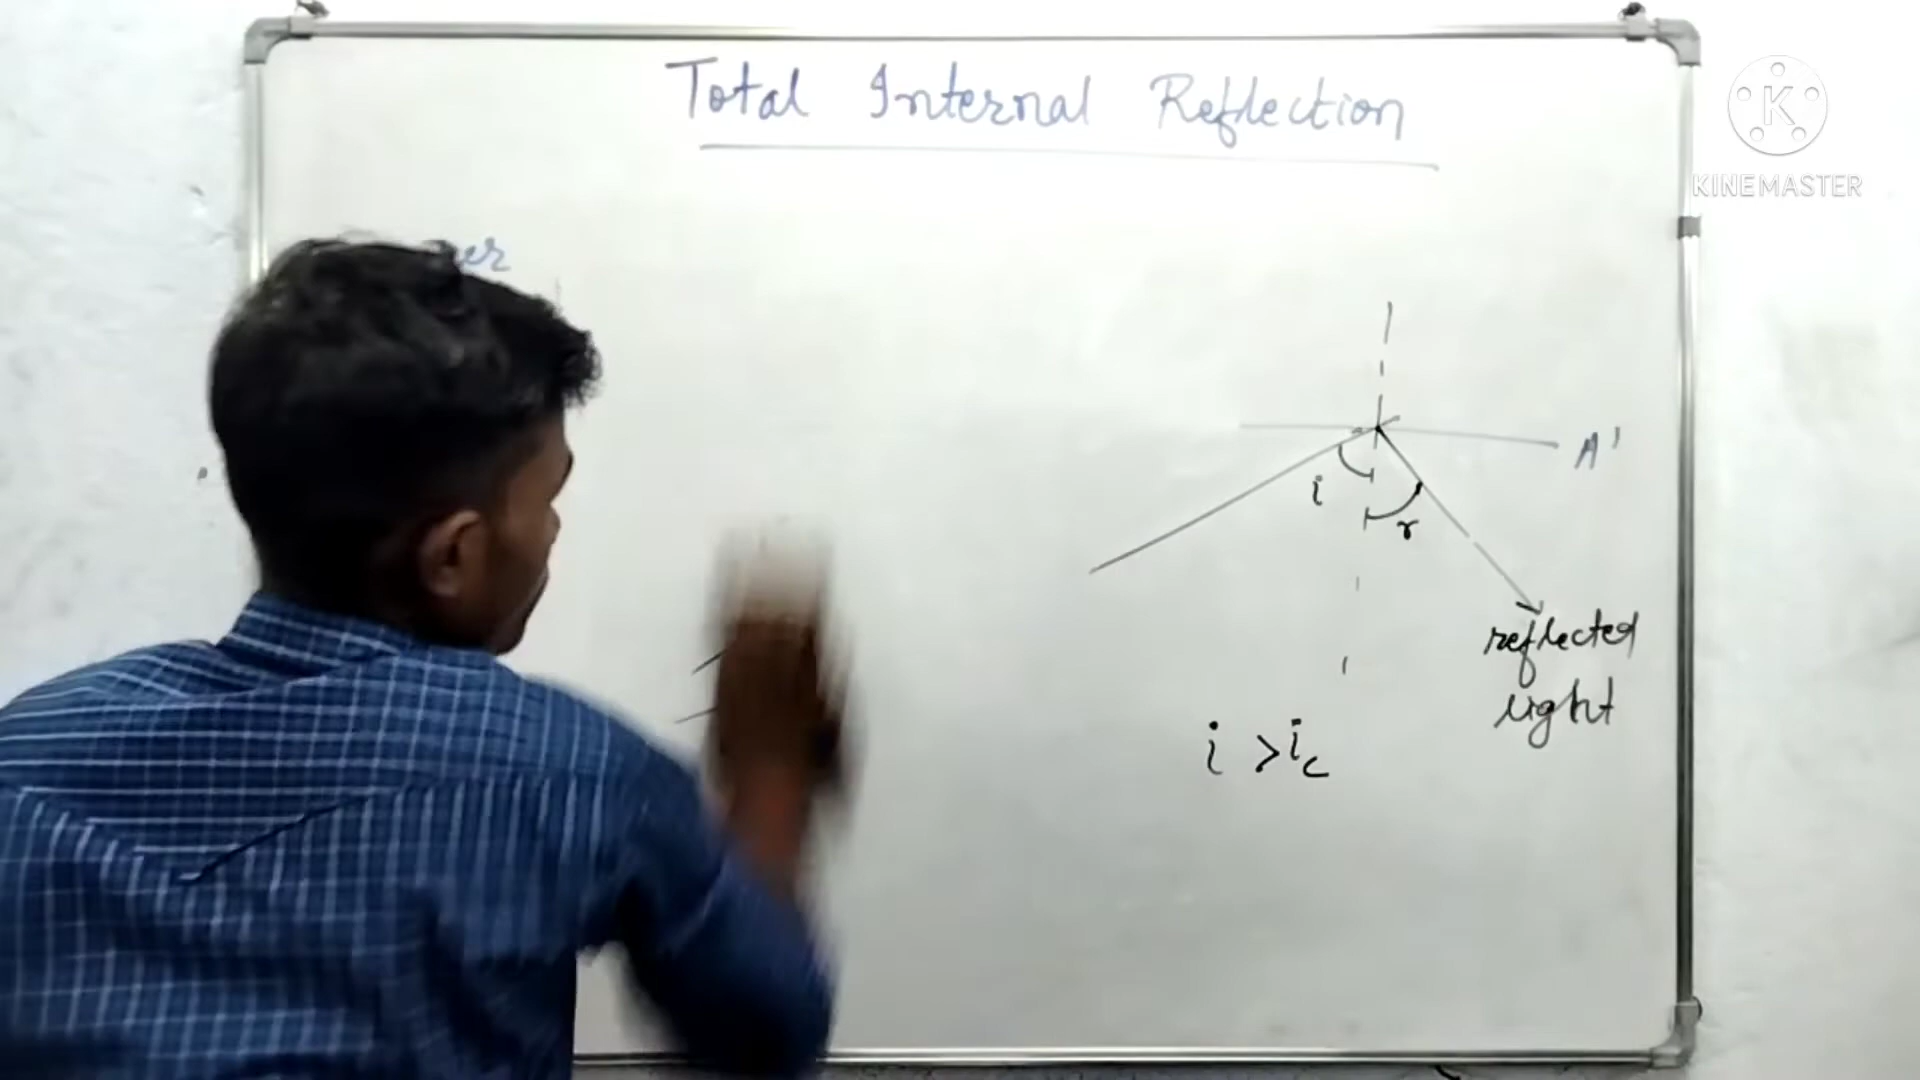 Total Internal Reflection
KINEMASTER
A'
i
r
reflected
light
i > ic